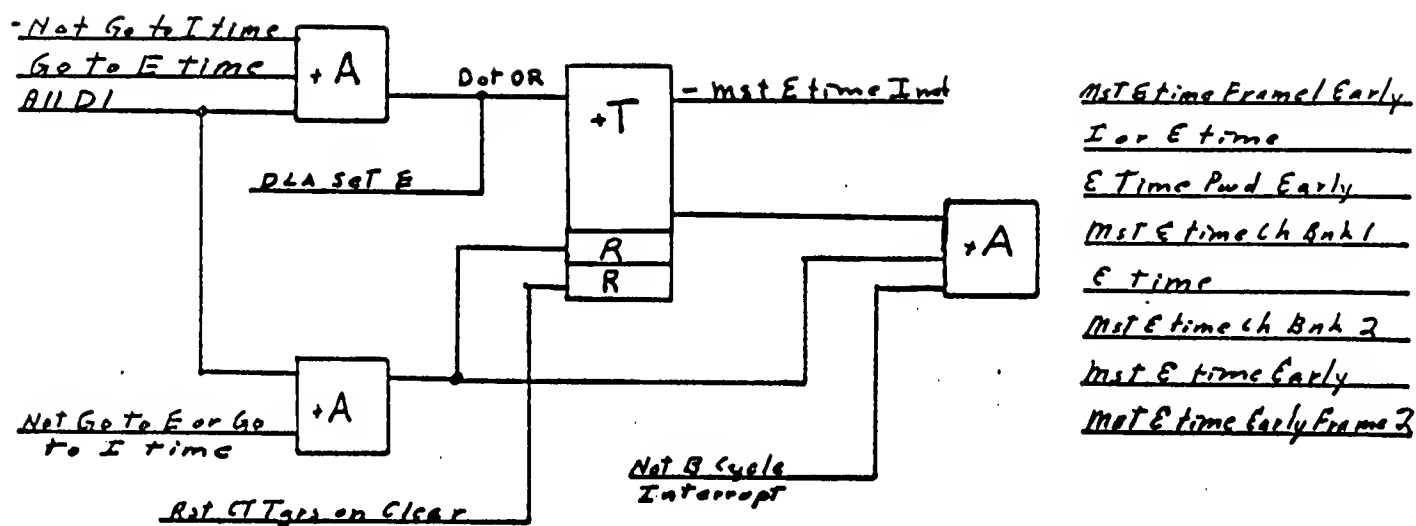 - Not Go to I time
Go to E time
All D1
+ A
Dot OR
+T
R
R
- Mst E time Inst
DLA Set E
+ A
+ A
Not Go To E or Go
to I time
Rst CT Tgrs on Clear
Not B Cycle
Interrupt
Mst E time Frame 1 Early
I or E time
E Time Pwd Early
Mst E time Ch Bnk 1
E time
Mst E time Ch Bnk 2
Mst E time Early
Mst E time Early Frame 2